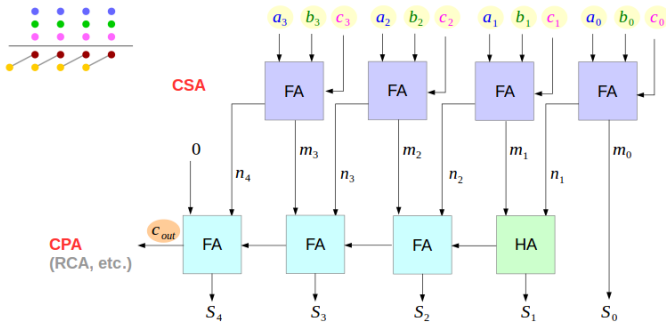 a3 b3 c3 a2 b2 c2 a1 b1 c1 a0 b0 c0
CSA FA FA FA FA
0 n4 m3 n3 m2 n2 m1 n1 m0
cout
CPA FA FA FA HA
(RCA, etc.)
S4 S3 S2 S1 S0